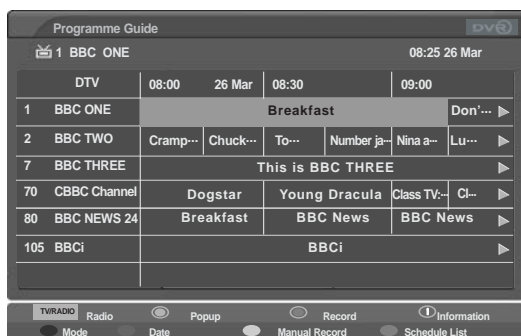 Programme Guide DVR
1 BBC ONE 08:25 26 Mar
DTV 08:00 26 Mar 08:30 09:00
1 BBC ONE Breakfast Don'···
2 BBC TWO Cramp··· Chuck··· To··· Number ja··· Nina a··· Lu···
7 BBC THREE This is BBC THREE
70 CBBC Channel Dogstar Young Dracula Class TV:··· Cl···
80 BBC NEWS 24 Breakfast BBC News BBC News
105 BBCi BBCi
TV/RADIO Radio Popup Record Information
Mode Date Manual Record Schedule List